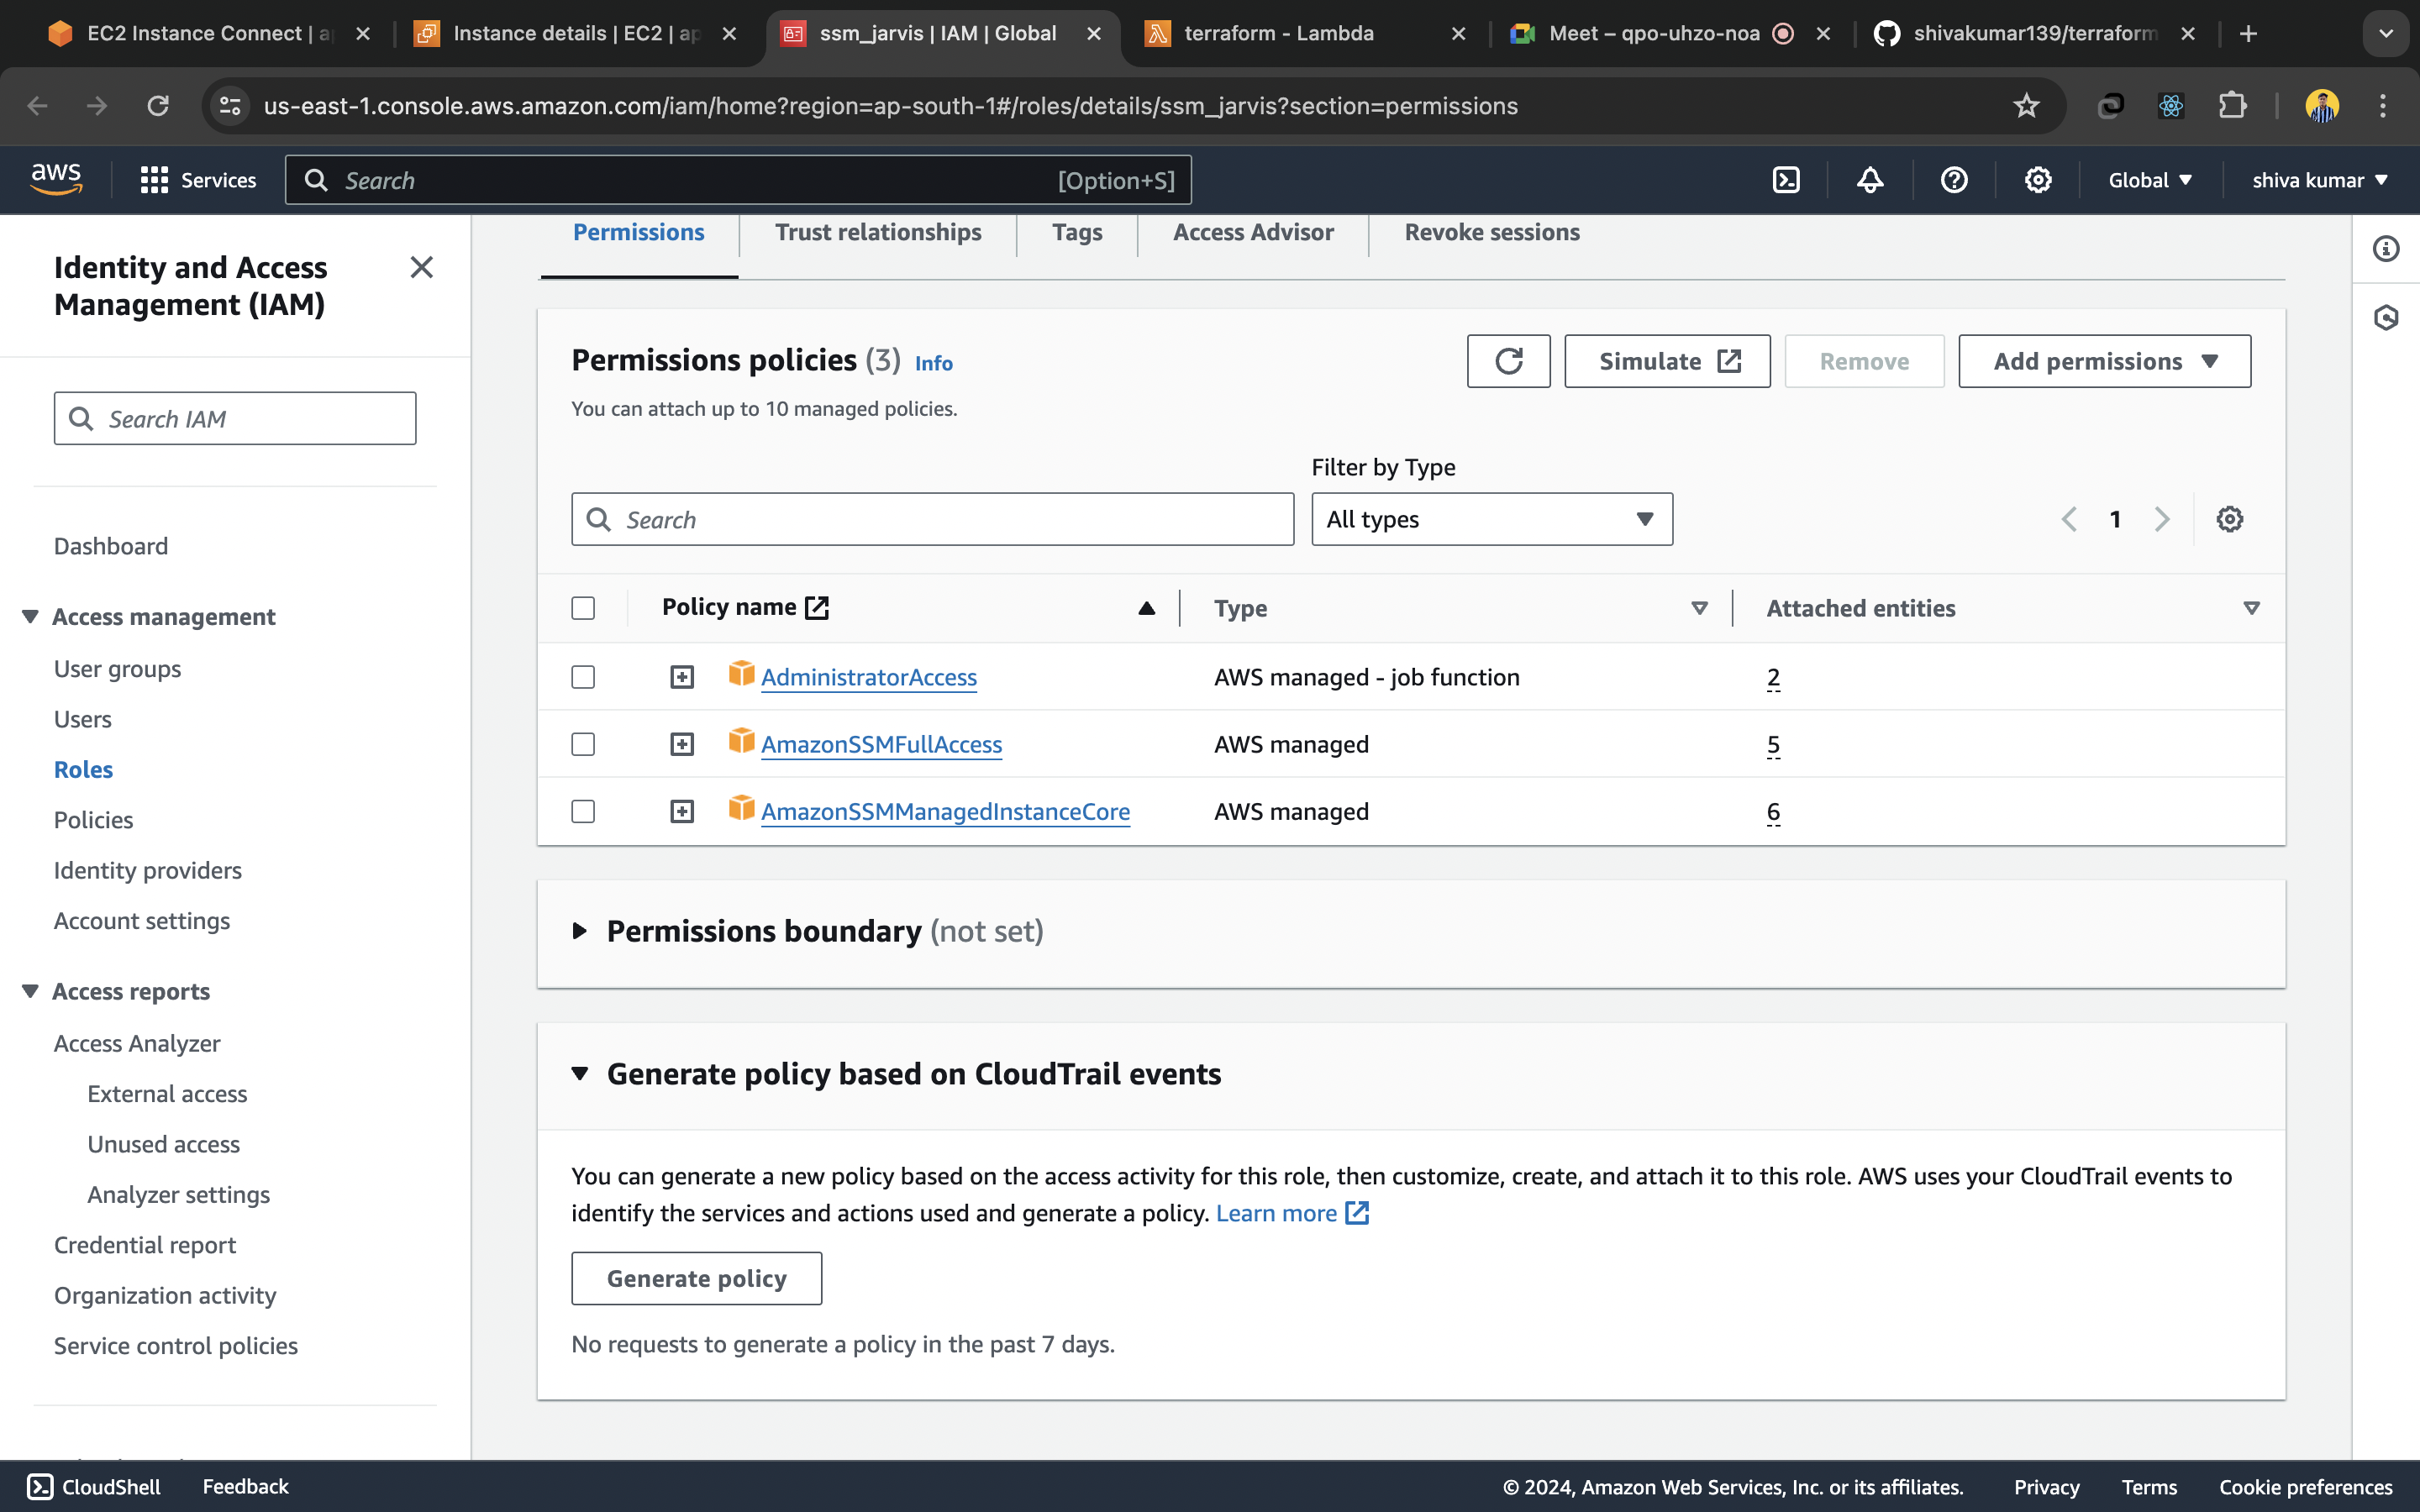 EC2 Instance Connect | a
Instance details | EC2 | ap
ssm_jarvis | IAM | Global
terraform - Lambda
Meet – qpo-uhzo-noa
shivakumar139/terraform
us-east-1.console.aws.amazon.com/iam/home?region=ap-south-1#/roles/details/ssm_jarvis?section=permissions
aws
Services
Search
[Option+S]
Global
shiva kumar
Identity and Access
Management (IAM)
Search IAM
Dashboard
Access management
User groups
Users
Roles
Policies
Identity providers
Account settings
Access reports
Access Analyzer
External access
Unused access
Analyzer settings
Credential report
Organization activity
Service control policies
Permissions
Trust relationships
Tags
Access Advisor
Revoke sessions
Permissions policies (3) Info
Simulate
Remove
Add permissions
You can attach up to 10 managed policies.
Filter by Type
Search
All types
1
Policy name
Type
Attached entities
AdministratorAccess
AWS managed - job function
2
AmazonSSMFullAccess
AWS managed
5
AmazonSSMManagedInstanceCore
AWS managed
6
Permissions boundary (not set)
Generate policy based on CloudTrail events
You can generate a new policy based on the access activity for this role, then customize, create, and attach it to this role. AWS uses your CloudTrail events to
identify the services and actions used and generate a policy. Learn more
Generate policy
No requests to generate a policy in the past 7 days.
CloudShell
Feedback
© 2024, Amazon Web Services, Inc. or its affiliates.
Privacy
Terms
Cookie preferences